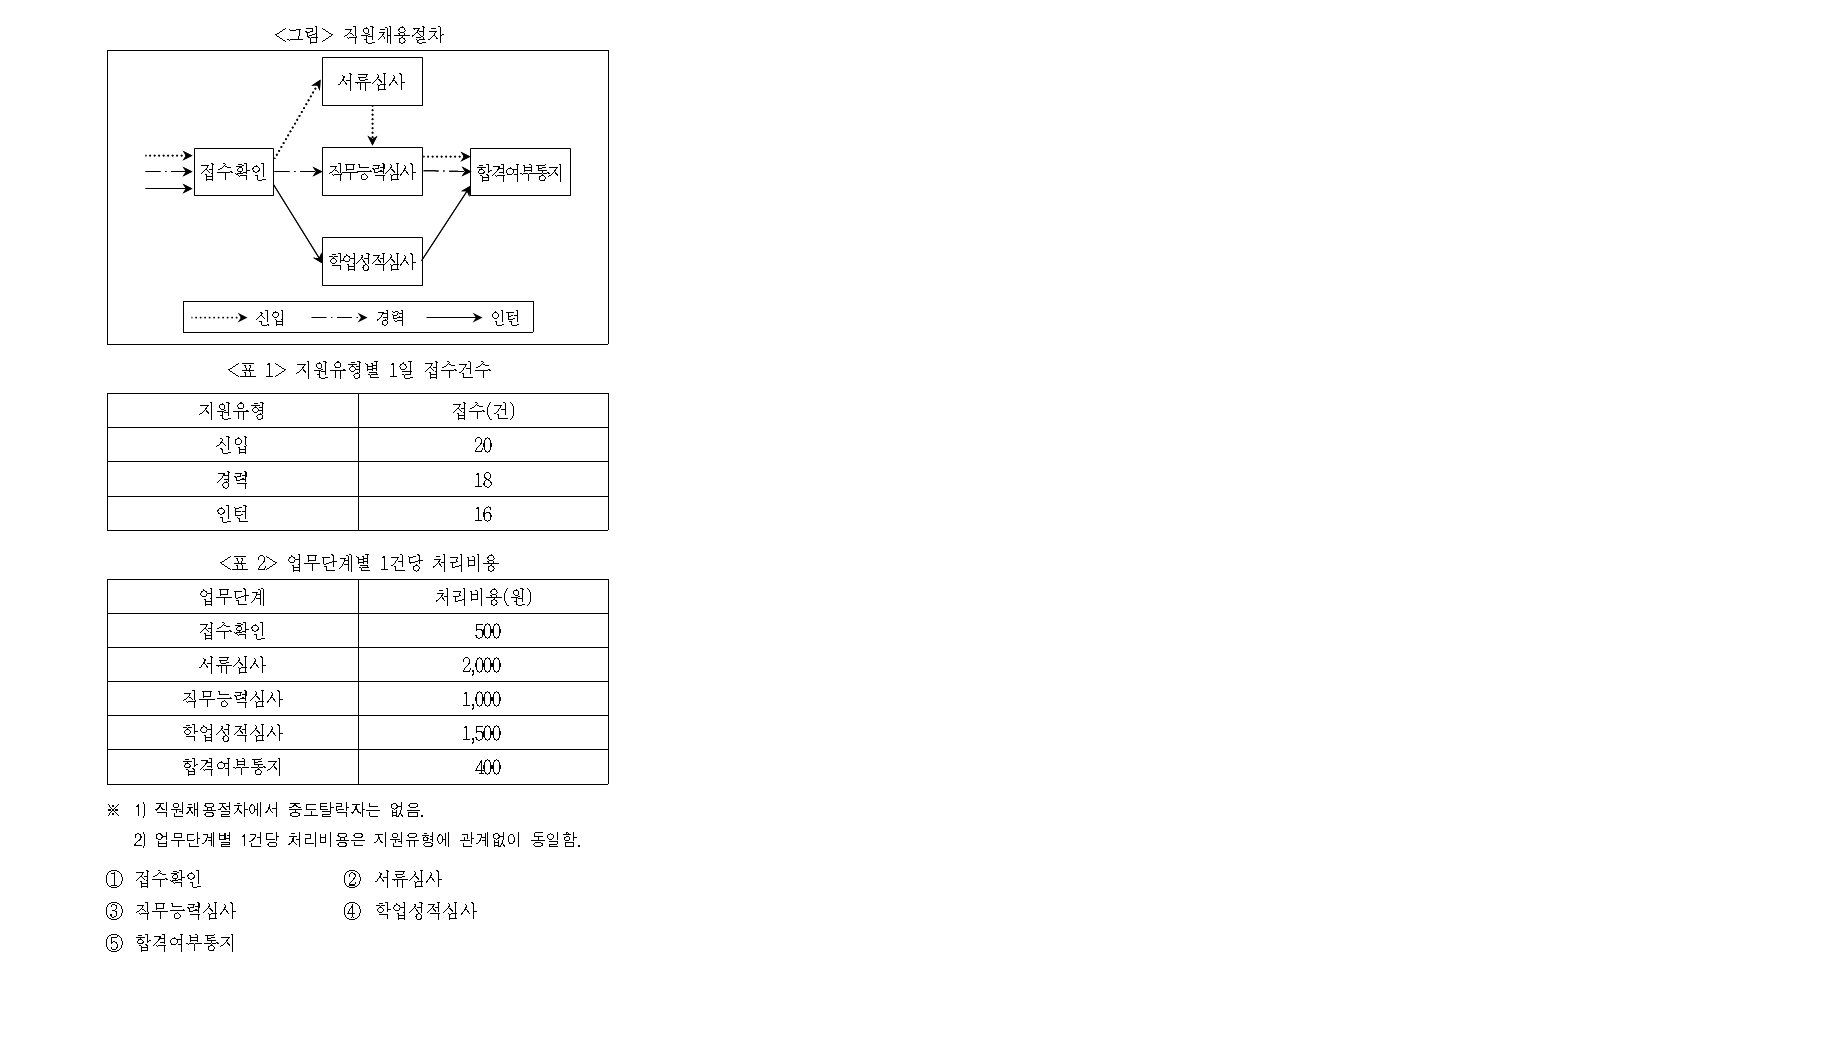 <그림> 직원채용절차
서류심사
접수확인
직무능력심사
합격여부통지
학업성적심사
신입 경력 인턴
<표 1> 지원유형별 1일 접수건수
지원유형 접수(건)
신입 20
경력 18
인턴 16
<표 2> 업무단계별 1건당 처리비용
업무단계 처리비용(원)
접수확인 500
서류심사 2,000
직무능력심사 1,000
학업성적심사 1,500
합격여부통지 400
※ 1) 직원채용절차에서 중도탈락자는 없음.
2) 업무단계별 1건당 처리비용은 지원유형에 관계없이 동일함.
① 접수확인 ② 서류심사
③ 직무능력심사 ④ 학업성적심사
⑤ 합격여부통지